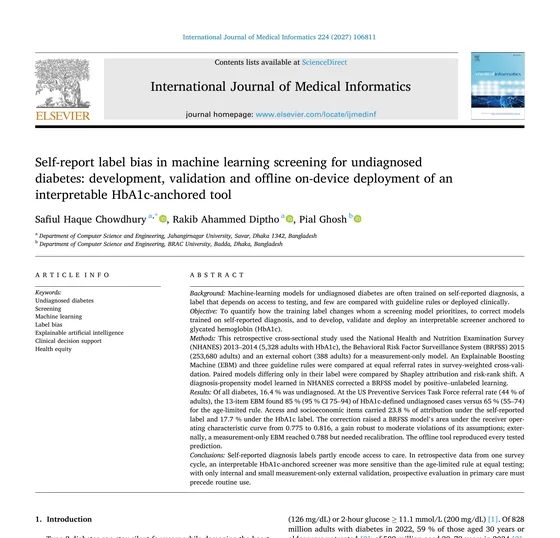 International Journal of Medical Informatics 224 (2027) 106811
Contents lists available at ScienceDirect
International Journal of Medical Informatics
ELSEVIER
journal homepage: www.elsevier.com/locate/ijmedinf
Self-report label bias in machine learning screening for undiagnosed
diabetes: development, validation and offline on-device deployment of an
interpretable HbA1c-anchored tool
Safiul Haque Chowdhury a,*, Rakib Ahammed Diptho a, Pial Ghosh b
a Department of Computer Science and Engineering, Jahangirnagar University, Savar, Dhaka 1342, Bangladesh
b Department of Computer Science and Engineering, BRAC University, Badda, Dhaka, Bangladesh
ARTICLE INFO
Keywords:
Undiagnosed diabetes
Screening
Machine learning
Label bias
Explainable artificial intelligence
Clinical decision support
Health equity
ABSTRACT
Background: Machine-learning models for undiagnosed diabetes are often trained on self-reported diagnosis, a
label that depends on access to testing, and few are compared with guideline rules or deployed clinically.
Objective: To quantify how the training label changes whom a screening model prioritizes, to correct models
trained on self-reported diagnosis, and to develop, validate and deploy an interpretable screener anchored to
glycated hemoglobin (HbA1c).
Methods: This retrospective cross-sectional study used the National Health and Nutrition Examination Survey
(NHANES) 2013–2014 (5,328 adults with HbA1c), the Behavioral Risk Factor Surveillance System (BRFSS) 2015
(253,680 adults) and an external cohort (388 adults) for a measurement-only model. An Explainable Boosting
Machine (EBM) and three guideline rules were compared at equal referral rates in survey-weighted cross-vali-
dation. Paired models differing only in their label were compared by Shapley attribution and risk-rank shift. A
diagnosis-propensity model learned in NHANES corrected a BRFSS model by positive–unlabeled learning.
Results: Of all diabetes, 16.4 % was undiagnosed. At the US Preventive Services Task Force referral rate (44 % of
adults), the 13-item EBM found 85 % (95 % CI 75–94) of HbA1c-defined undiagnosed cases versus 65 % (55–74)
for the age-limited rule. Access and socioeconomic items carried 23.8 % of attribution under the self-reported
label and 17.7 % under the HbA1c label. The correction raised a BRFSS model's area under the receiver oper-
ating characteristic curve from 0.775 to 0.816, a gain robust to moderate violations of its assumptions; exter-
nally, a measurement-only EBM reached 0.788 but needed recalibration. The offline tool reproduced every tested
prediction.
Conclusions: Self-reported diabetes labels partly encode access to care. In retrospective data from one survey
cycle, an interpretable HbA1c-anchored screener was more sensitive than the age-limited rule at equal testing;
with only internal and small measurement-only external validation, prospective evaluation in primary care must
precede routine use.
1. Introduction
(126 mg/dL) or 2-hour glucose ≥ 11.1 mmol/L (200 mg/dL) [1]. Of 828
million adults with diabetes in 2022, 59 % of those aged 30 years or